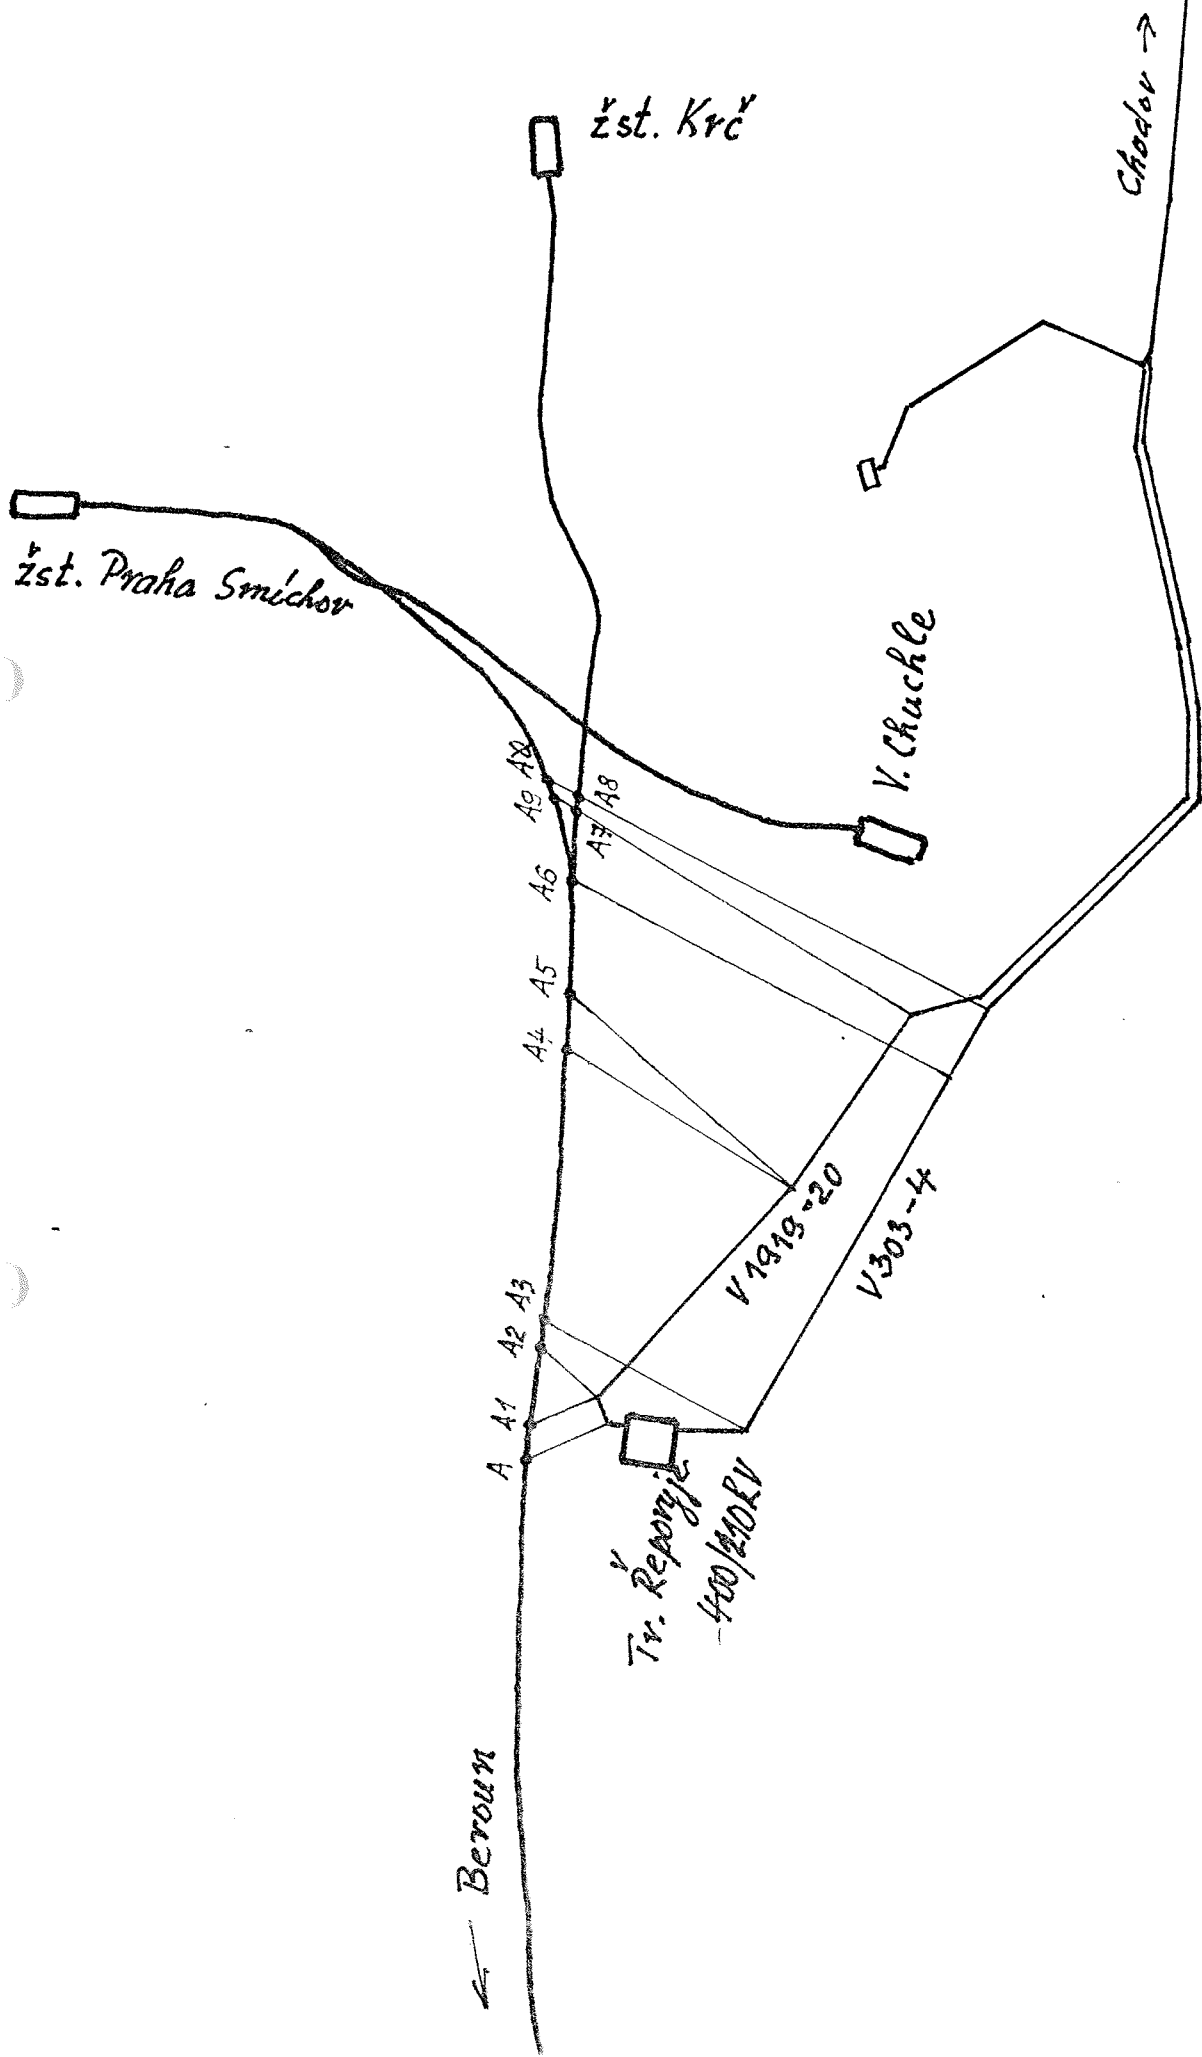 žst. Krč
Chodov →
žst. Praha Smíchov
V. Chuchle
A10
A9
A8
A7
A6
A5
A4
A3
A2
A1
A
V1919-20
V303-4
Tr. Řeporyje
400/110kV
← Beroun